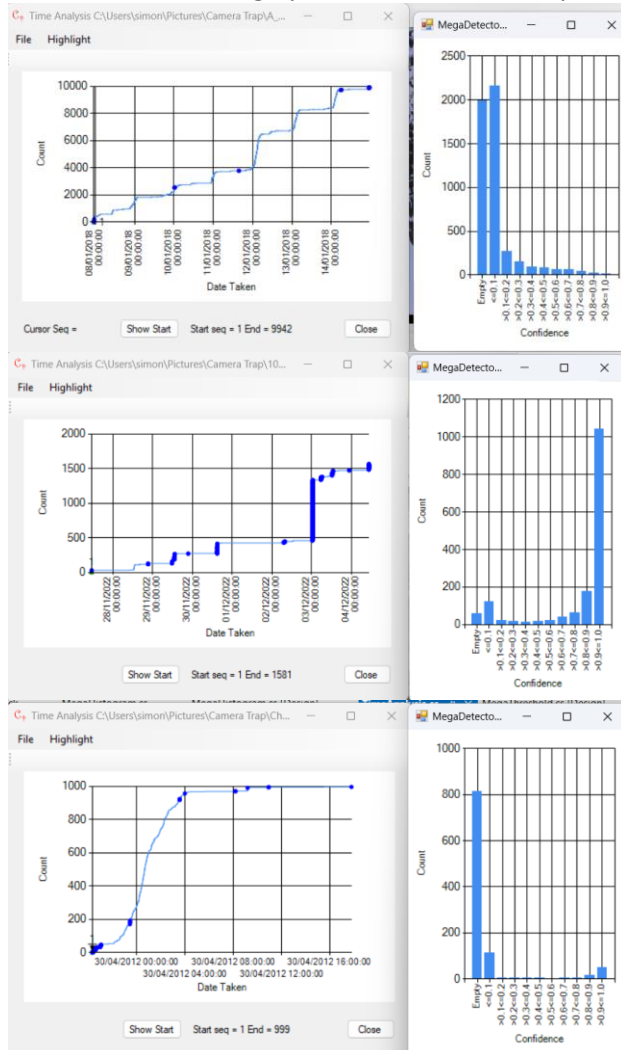 Time Analysis C:\Users\simon\Pictures\Camera Trap\A_...
File Highlight
10000
8000
6000
4000
2000
0
Count
08/01/2018 00:00:00
09/01/2018 00:00:00
10/01/2018 00:00:00
11/01/2018 00:00:00
12/01/2018 00:00:00
13/01/2018 00:00:00
14/01/2018 00:00:00
Date Taken
Cursor Seq =
Show Start
Start seq = 1 End = 9942
Close
MegaDetecto...
2500
2000
1500
1000
500
0
Count
Empty
<=0.1
>0.1<=0.2
>0.2<=0.3
>0.3<=0.4
>0.4<=0.5
>0.5<=0.6
>0.6<=0.7
>0.7<=0.8
>0.8<=0.9
>0.9<=1.0
Confidence
Time Analysis C:\Users\simon\Pictures\Camera Trap\10...
File Highlight
2000
1500
1000
500
0
Count
28/11/2022 00:00:00
29/11/2022 00:00:00
30/11/2022 00:00:00
01/12/2022 00:00:00
02/12/2022 00:00:00
03/12/2022 00:00:00
04/12/2022 00:00:00
Date Taken
Show Start
Start seq = 1 End = 1581
Close
MegaDetecto...
1200
1000
800
600
400
200
0
Count
Empty
<=0.1
>0.1<=0.2
>0.2<=0.3
>0.3<=0.4
>0.4<=0.5
>0.5<=0.6
>0.6<=0.7
>0.7<=0.8
>0.8<=0.9
>0.9<=1.0
Confidence
Time Analysis C:\Users\simon\Pictures\Camera Trap\Ch...
File Highlight
1000
800
600
400
200
0
Count
30/04/2012 00:00:00
30/04/2012 04:00:00
30/04/2012 08:00:00
30/04/2012 12:00:00
30/04/2012 16:00:00
Date Taken
Show Start
Start seq = 1 End = 999
Close
MegaDetecto...
1000
800
600
400
200
0
Count
Empty
<=0.1
>0.1<=0.2
>0.2<=0.3
>0.3<=0.4
>0.4<=0.5
>0.5<=0.6
>0.6<=0.7
>0.7<=0.8
>0.8<=0.9
>0.9<=1.0
Confidence